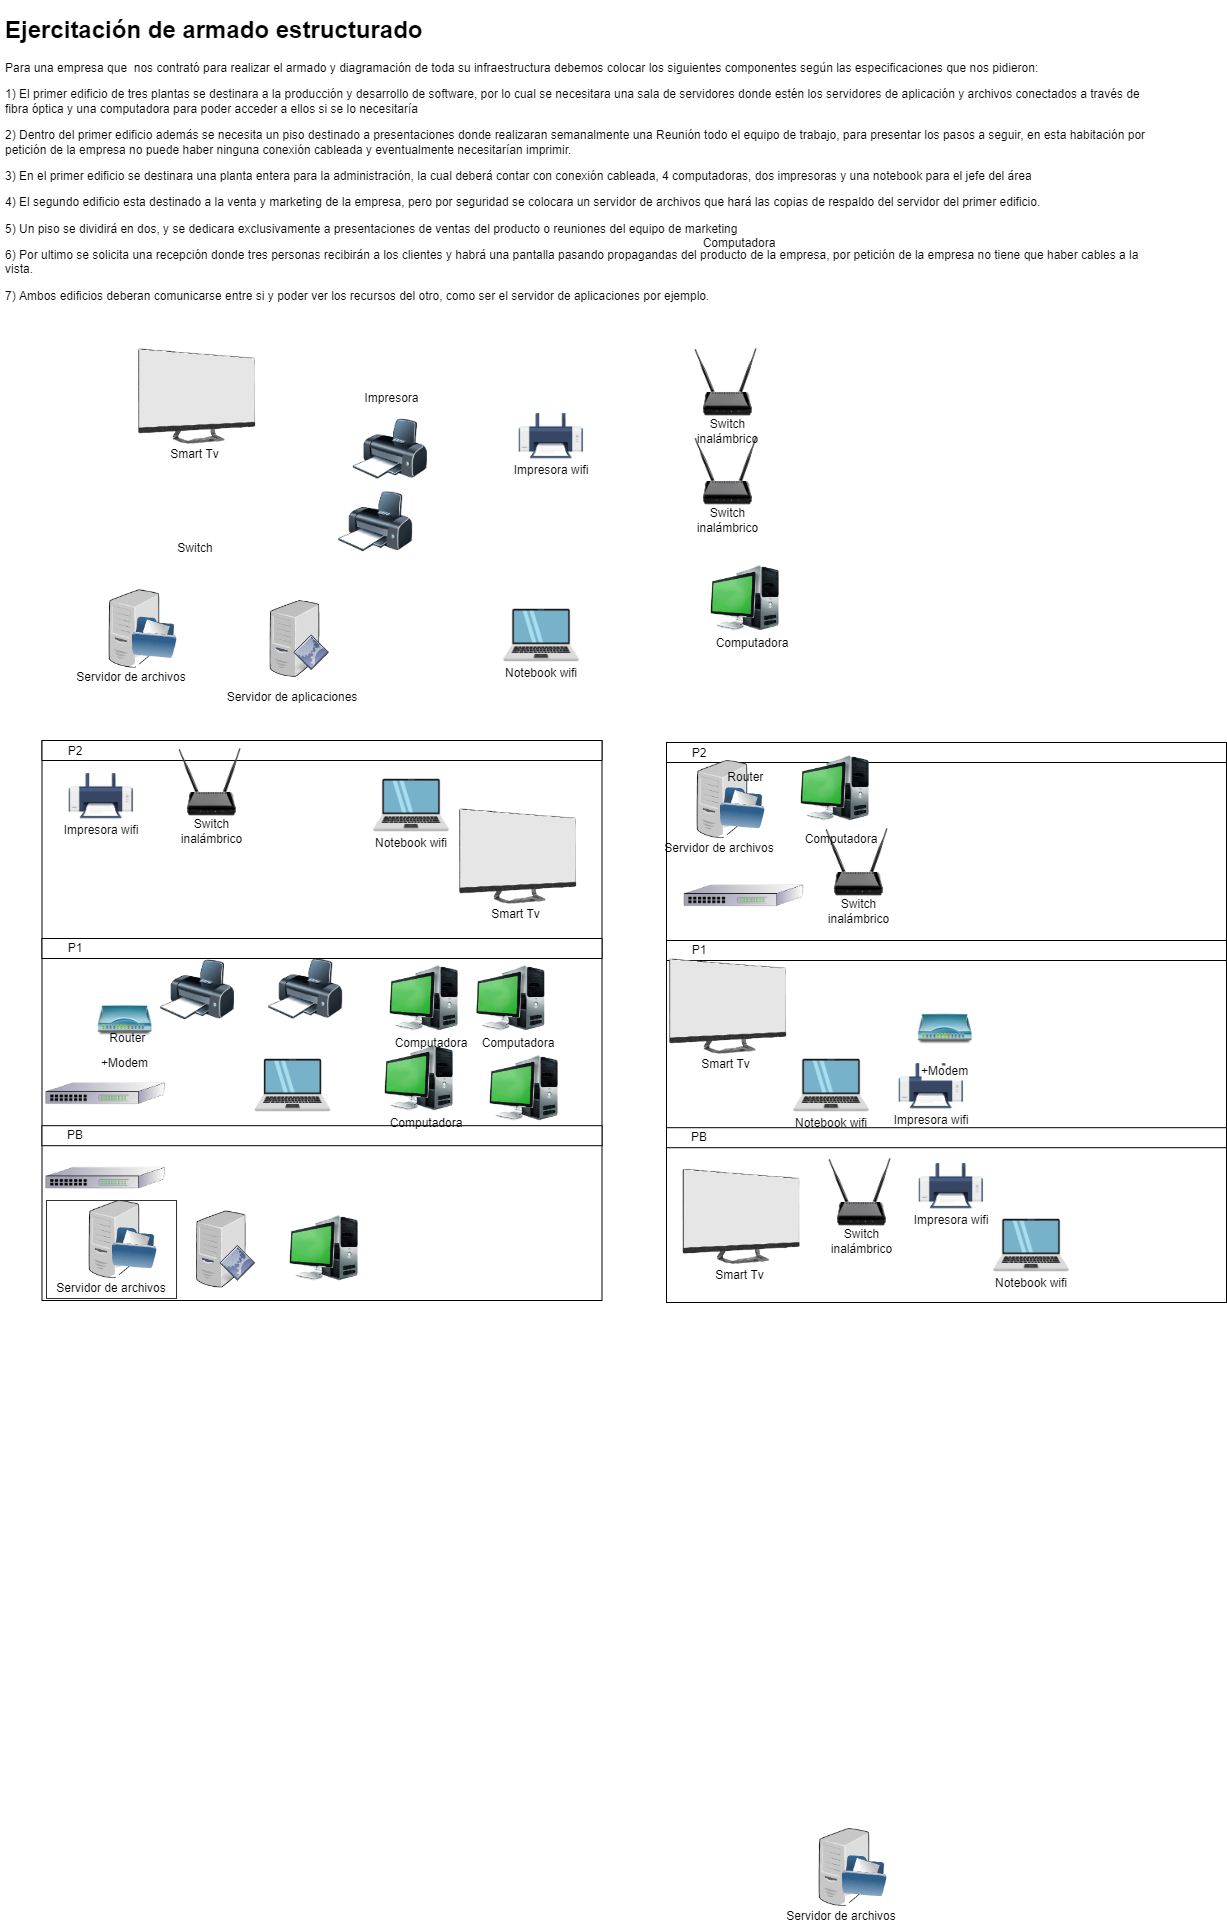 Ejercitación de armado estructurado
Para una empresa que  nos contrató para realizar el armado y diagramación de toda su infraestructura debemos colocar los siguientes componentes según las especificaciones que nos pidieron:
1) El primer edificio de tres plantas se destinara a la producción y desarrollo de software, por lo cual se necesitara una sala de servidores donde estén los servidores de aplicación y archivos conectados a través de
fibra óptica y una computadora para poder acceder a ellos si se lo necesitaría
2) Dentro del primer edificio además se necesita un piso destinado a presentaciones donde realizaran semanalmente una Reunión todo el equipo de trabajo, para presentar los pasos a seguir, en esta habitación por
petición de la empresa no puede haber ninguna conexión cableada y eventualmente necesitarían imprimir.
3) En el primer edificio se destinara una planta entera para la administración, la cual deberá contar con conexión cableada, 4 computadoras, dos impresoras y una notebook para el jefe del área
4) El segundo edificio esta destinado a la venta y marketing de la empresa, pero por seguridad se colocara un servidor de archivos que hará las copias de respaldo del servidor del primer edificio.
5) Un piso se dividirá en dos, y se dedicara exclusivamente a presentaciones de ventas del producto o reuniones del equipo de marketing
Computadora
6) Por ultimo se solicita una recepción donde tres personas recibirán a los clientes y habrá una pantalla pasando propagandas del producto de la empresa, por petición de la empresa no tiene que haber cables a la
vista.
7) Ambos edificios deberan comunicarse entre si y poder ver los recursos del otro, como ser el servidor de aplicaciones por ejemplo.
Impresora
Switch
inalámbrico
Smart Tv
Impresora wifi
Switch
inalámbrico
Switch
Computadora
Servidor de archivos
Notebook wifi
Servidor de aplicaciones
P2
Impresora wifi
Switch
inalámbrico
Notebook wifi
Smart Tv
P1
Router
+Modem
Computadora
Computadora
Computadora
PB
Servidor de archivos
P2
Router
Servidor de archivos
Computadora
Switch
inalámbrico
P1
Smart Tv
+Modem
Notebook wifi
Impresora wifi
PB
Smart Tv
Switch
inalámbrico
Impresora wifi
Notebook wifi
Servidor de archivos